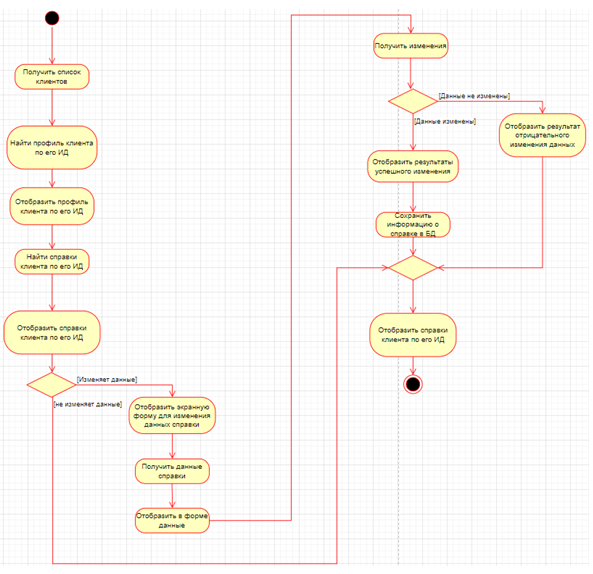 Получить список
клиентов
Найти профиль клиента
по его ИД
Отобразить профиль
клиента по его ИД
Найти справки
клиента по его ИД
Отобразить справки
клиента по его ИД
[Изменяет данные]
[не изменяет данные]
Отобразить экранную
форму для изменения
данных справки
Получить данные
справки
Отобразить в форме
данные
Получить изменения
[Данные не изменены]
[Данные изменены]
Отобразить результат
отрицательного
изменения данных
Отобразить результаты
успешного изменения
Сохранить
информацию о
справке в БД
Отобразить справки
клиента по его ИД